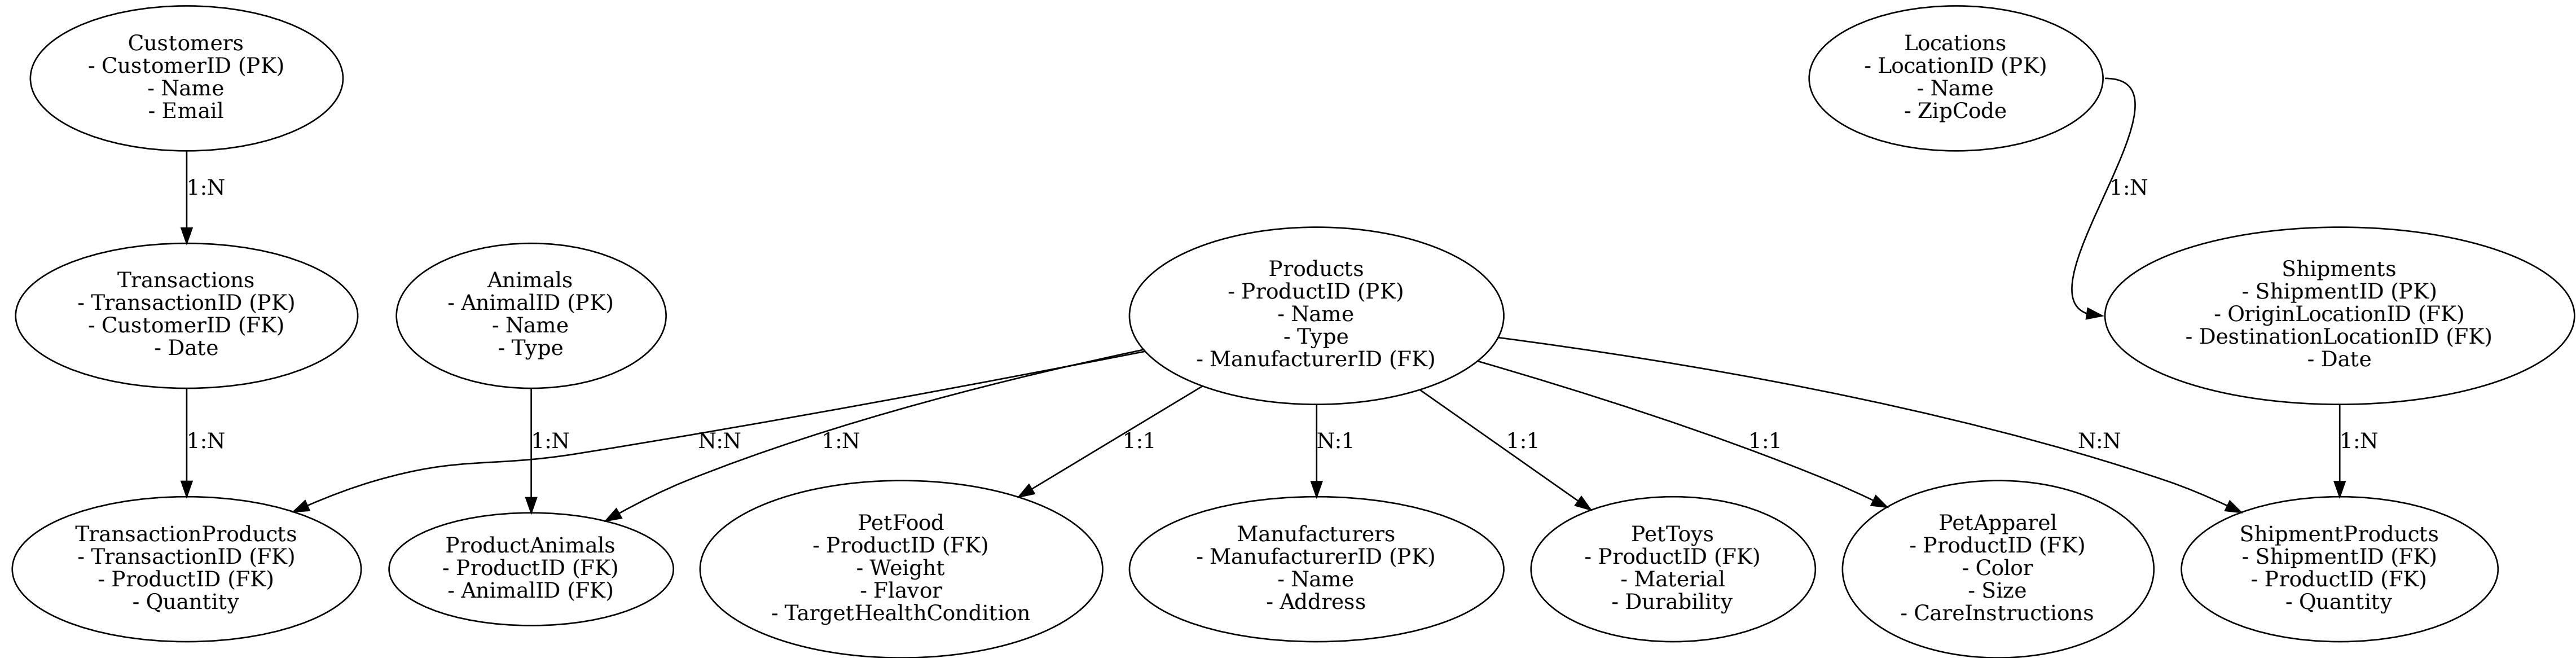 Customers
- CustomerID (PK)
- Name
- Email
Locations
- LocationID (PK)
- Name
- ZipCode
1:N
1:N
Transactions
- TransactionID (PK)
- CustomerID (FK)
- Date
Animals
- AnimalID (PK)
- Name
- Type
Products
- ProductID (PK)
- Name
- Type
- ManufacturerID (FK)
Shipments
- ShipmentID (PK)
- OriginLocationID (FK)
- DestinationLocationID (FK)
- Date
1:N
1:N
N:N
1:N
1:1
N:1
1:1
1:1
N:N
1:N
TransactionProducts
- TransactionID (FK)
- ProductID (FK)
- Quantity
ProductAnimals
- ProductID (FK)
- AnimalID (FK)
PetFood
- ProductID (FK)
- Weight
- Flavor
- TargetHealthCondition
Manufacturers
- ManufacturerID (PK)
- Name
- Address
PetToys
- ProductID (FK)
- Material
- Durability
PetApparel
- ProductID (FK)
- Color
- Size
- CareInstructions
ShipmentProducts
- ShipmentID (FK)
- ProductID (FK)
- Quantity